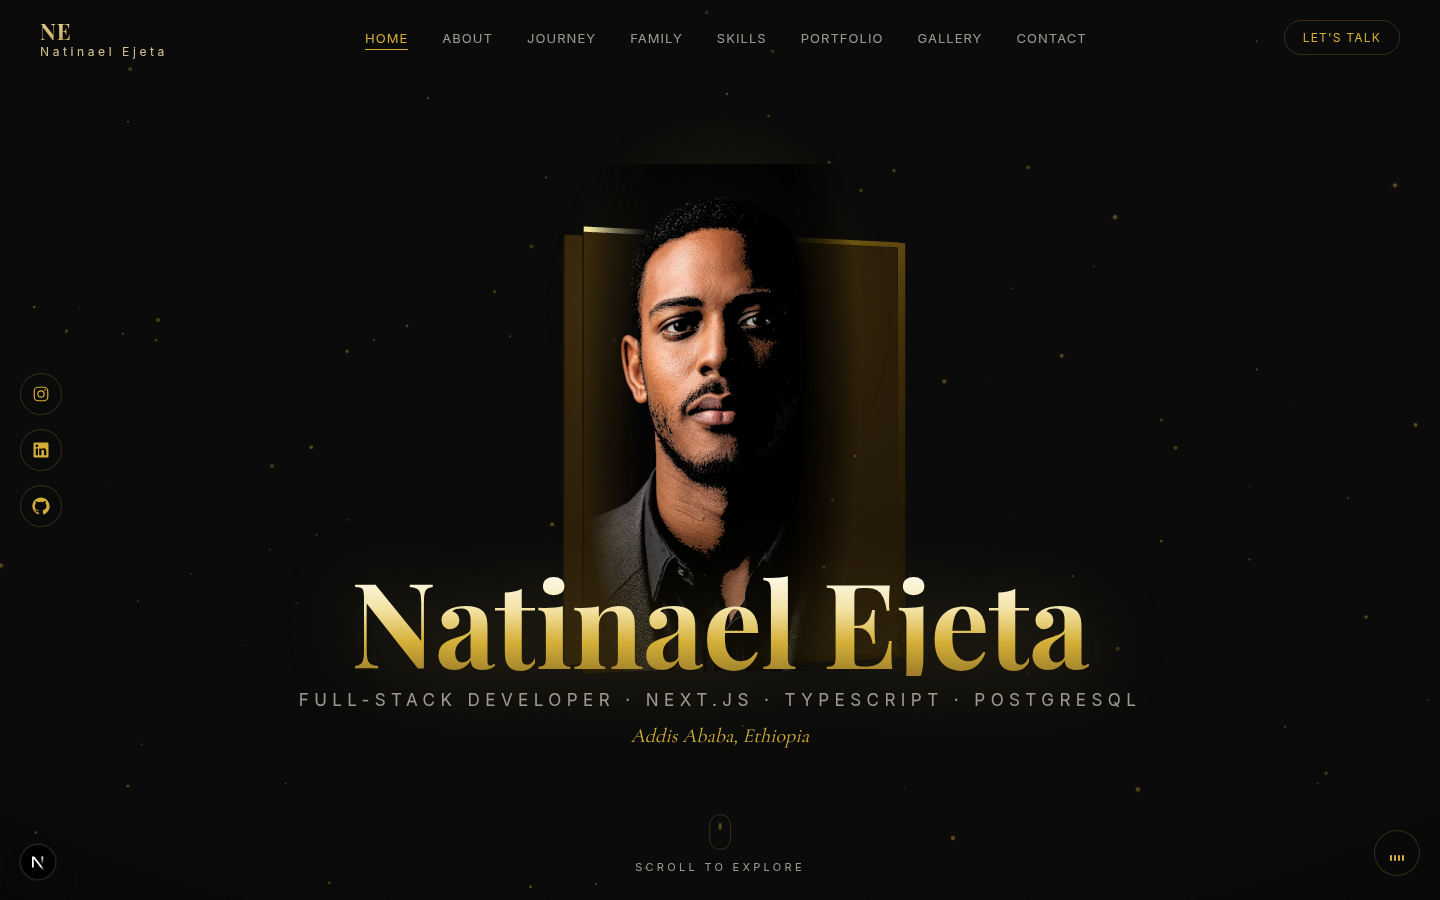 NE
Natinael Ejeta
HOME ABOUT JOURNEY FAMILY SKILLS PORTFOLIO GALLERY CONTACT
LET'S TALK
Natinael Ejeta
FULL-STACK DEVELOPER · NEXT.JS · TYPESCRIPT · POSTGRESQL
Addis Ababa, Ethiopia
SCROLL TO EXPLORE
N